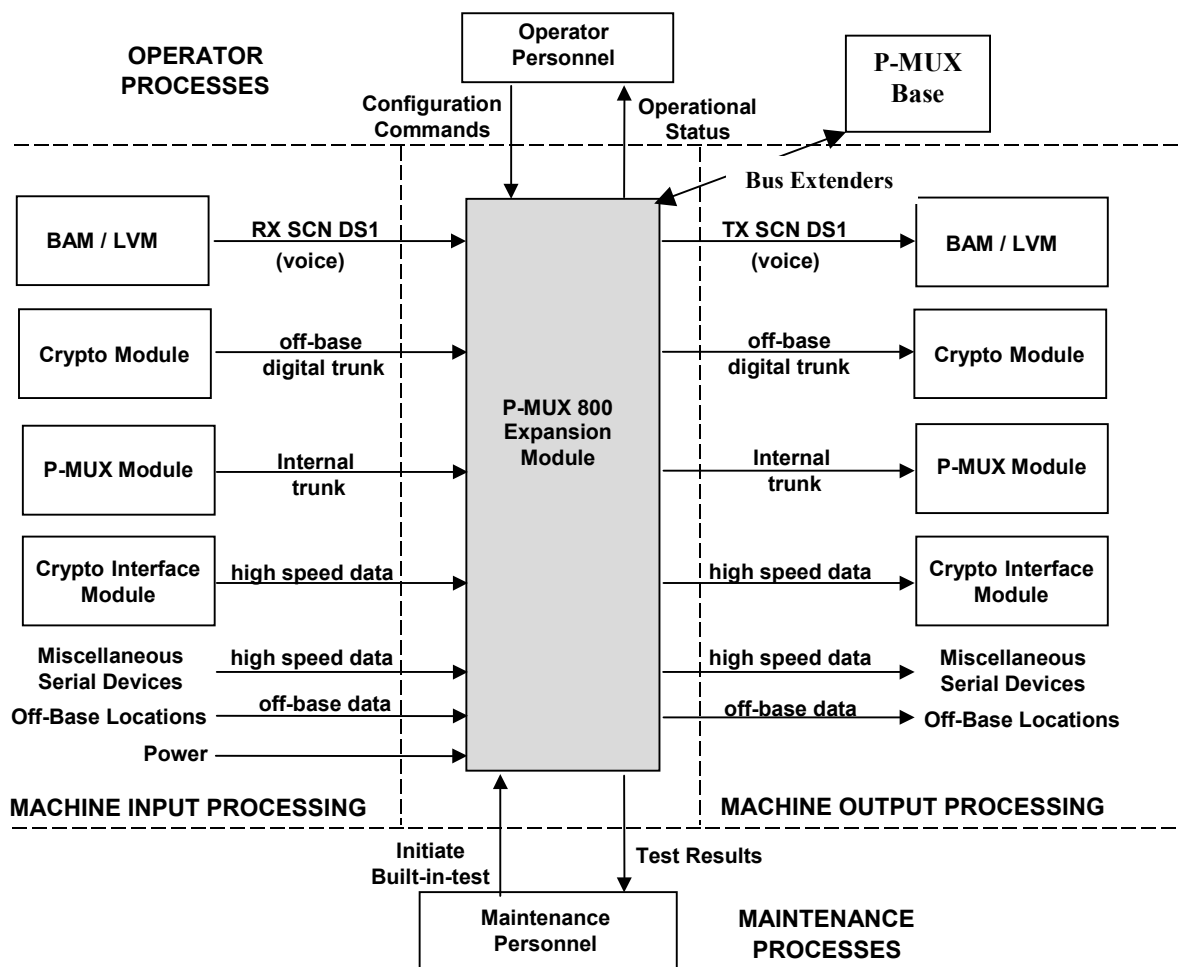 OPERATOR
PROCESSES
Operator
Personnel
P-MUX
Base
Configuration
Commands
Operational
Status
Bus Extenders
BAM / LVM
RX SCN DS1
(voice)
TX SCN DS1
(voice)
BAM / LVM
Crypto Module
off-base
digital trunk
off-base
digital trunk
Crypto Module
P-MUX 800
Expansion
Module
P-MUX Module
Internal
trunk
Internal
trunk
P-MUX Module
Crypto Interface
Module
high speed data
high speed data
Crypto Interface
Module
Miscellaneous
Serial Devices
high speed data
high speed data
Miscellaneous
Serial Devices
Off-Base Locations
off-base data
off-base data
Off-Base Locations
Power
MACHINE INPUT PROCESSING
MACHINE OUTPUT PROCESSING
Initiate
Built-in-test
Test Results
Maintenance
Personnel
MAINTENANCE
PROCESSES